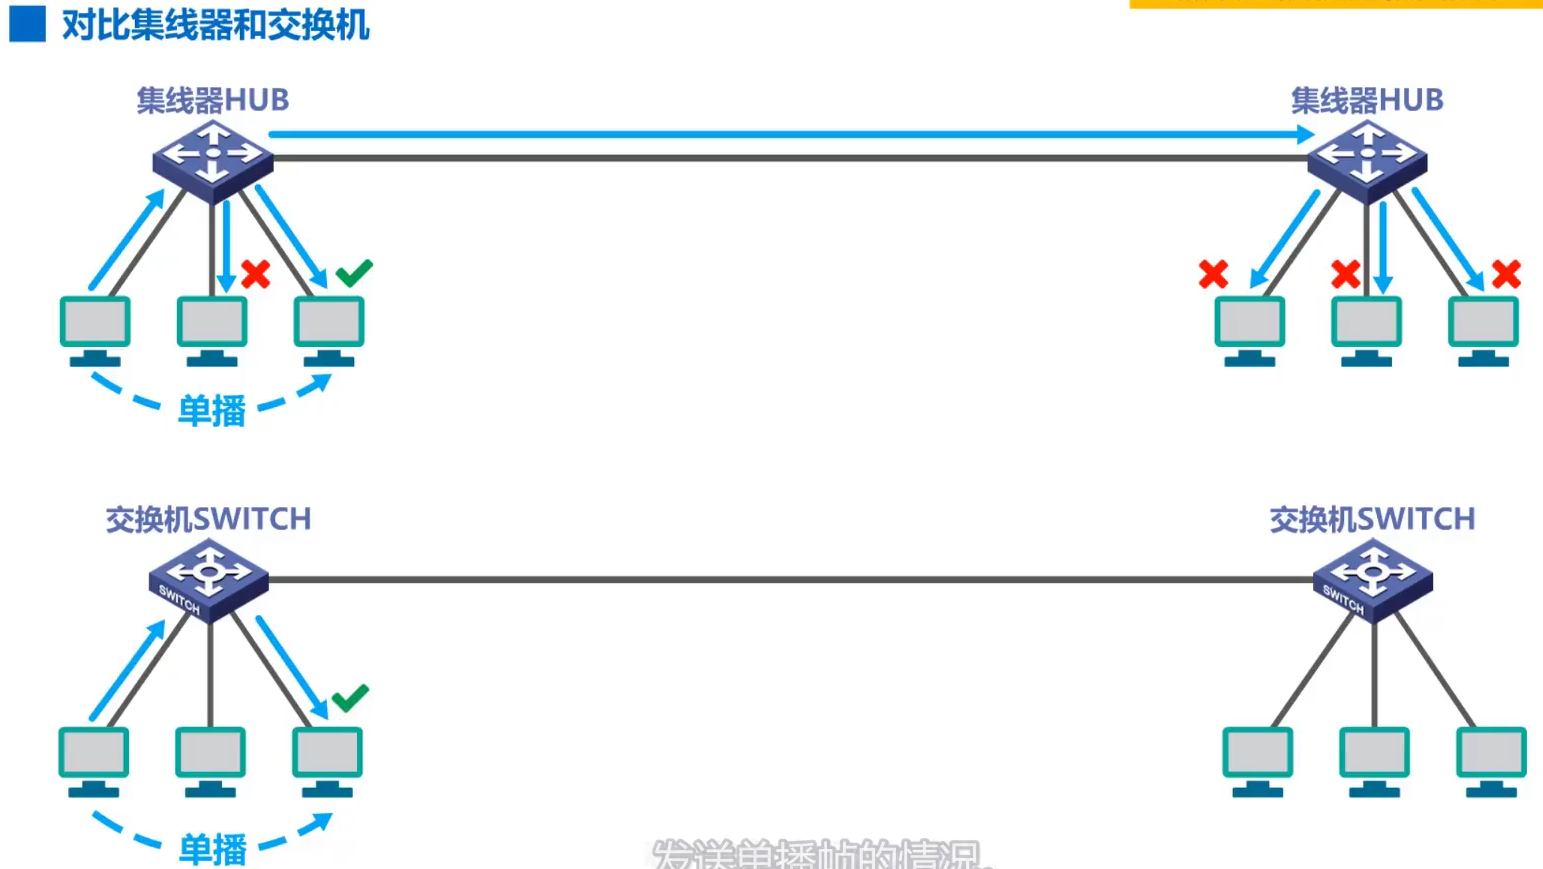 对比集线器和交换机
集线器HUB
集线器HUB
单播
交换机SWITCH
交换机SWITCH
SWITCH
SWITCH
单播
发送单播帧的情况。